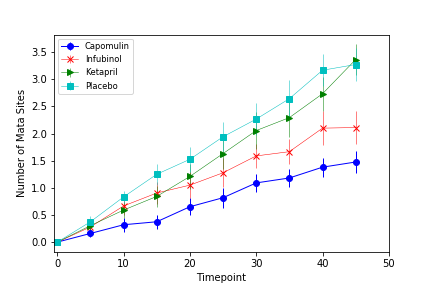 Capomulin
Infubinol
Ketapril
Placebo
Number of Mata Sites
3.5
3.0
2.5
2.0
1.5
1.0
0.5
0.0
0 10 20 30 40 50
Timepoint